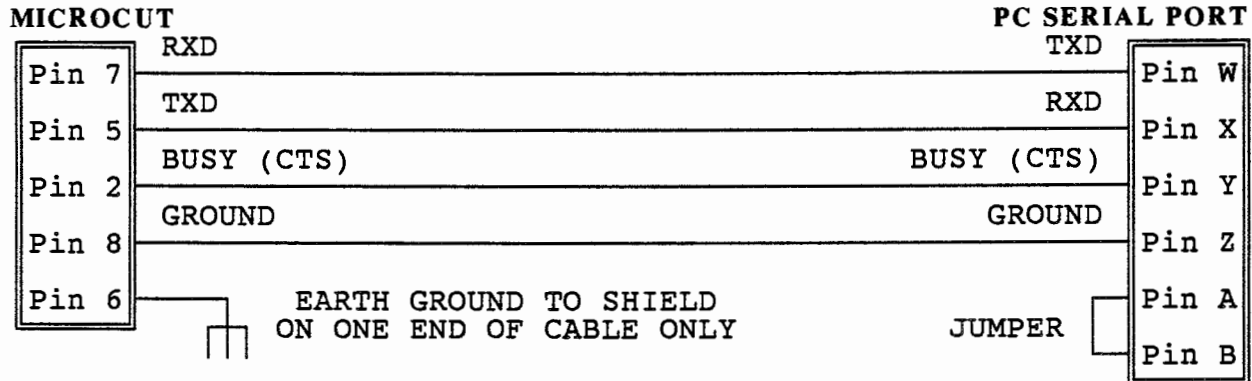 MICROCUT PC SERIAL PORT
RXD TXD
Pin 7 Pin W
TXD RXD
Pin 5 Pin X
BUSY (CTS) BUSY (CTS)
Pin 2 Pin Y
GROUND GROUND
Pin 8 Pin Z
Pin 6 EARTH GROUND TO SHIELD Pin A
ON ONE END OF CABLE ONLY JUMPER
Pin B